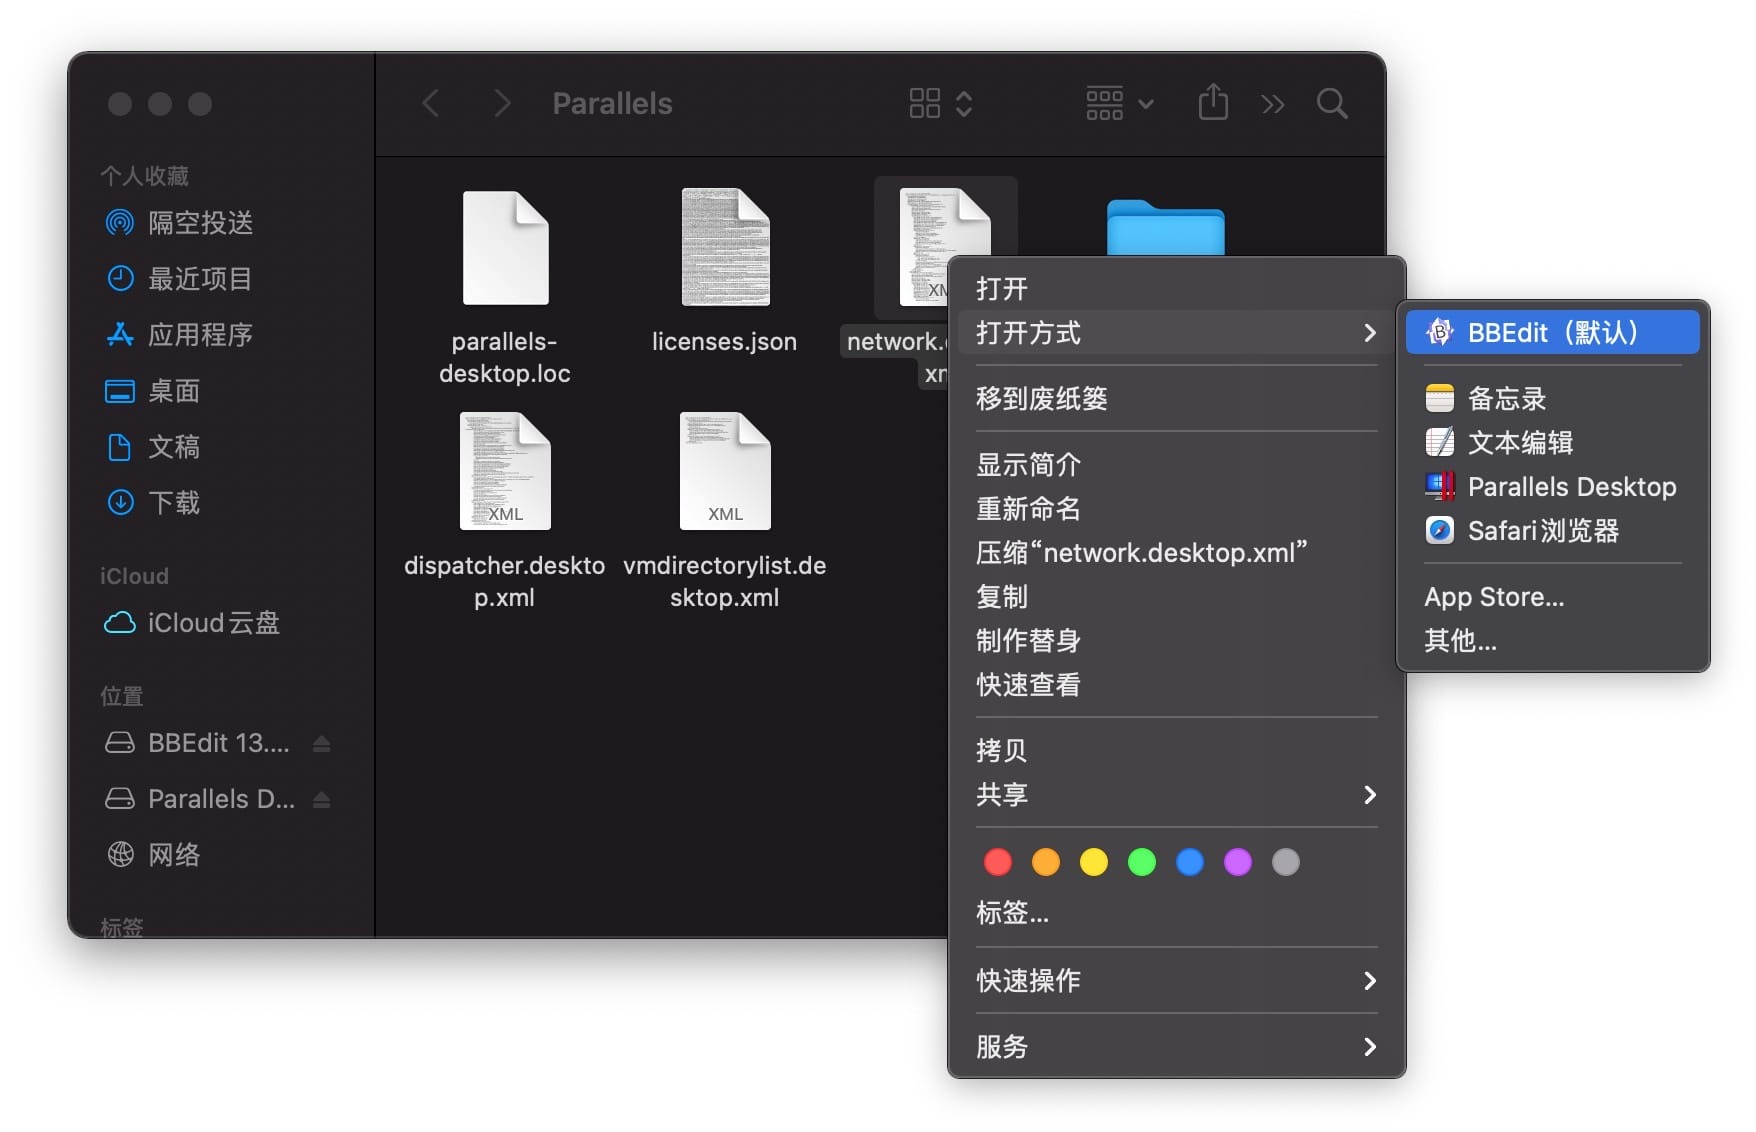 Parallels
个人收藏
隔空投送
最近项目
应用程序
桌面
文稿
下载
iCloud
iCloud云盘
位置
BBEdit 13....
Parallels D...
网络
标签
parallels-
desktop.loc
licenses.json
network.
XML
dispatcher.deskto
p.xml
XML
vmdirectorylist.de
sktop.xml
打开
打开方式
移到废纸篓
显示简介
重新命名
压缩“network.desktop.xml”
复制
制作替身
快速查看
拷贝
共享
标签...
快速操作
服务
BBEdit（默认）
备忘录
文本编辑
Parallels Desktop
Safari浏览器
App Store...
其他...